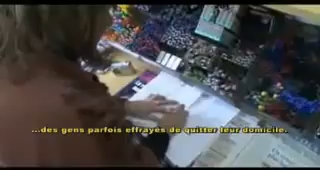 ...des gens parfois effrayés de quitter leur domicile.